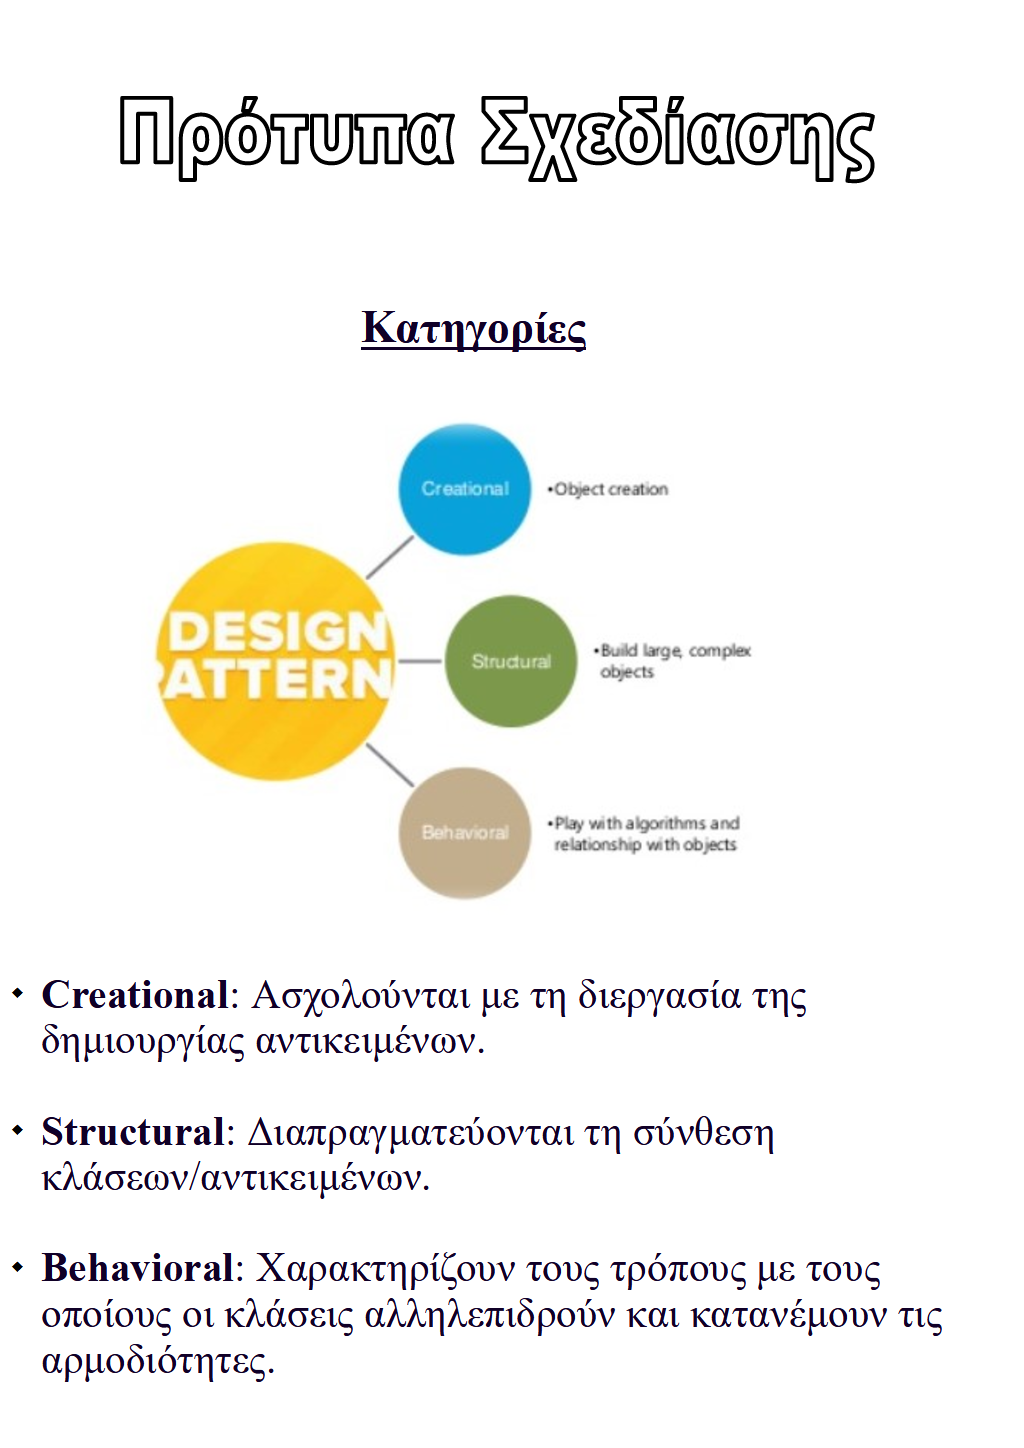 Πρότυπα Σχεδίασης
Κατηγορίες
Creational
•Object creation
DESIGN
PATTERN
Structural
•Build large, complex
objects
Behavioral
•Play with algorithms and
relationship with objects
• Creational: Ασχολούνται με τη διεργασία της
δημιουργίας αντικειμένων.
• Structural: Διαπραγματεύονται τη σύνθεση
κλάσεων/αντικειμένων.
• Behavioral: Χαρακτηρίζουν τους τρόπους με τους
οποίους οι κλάσεις αλληλεπιδρούν και κατανέμουν τις
αρμοδιότητες.